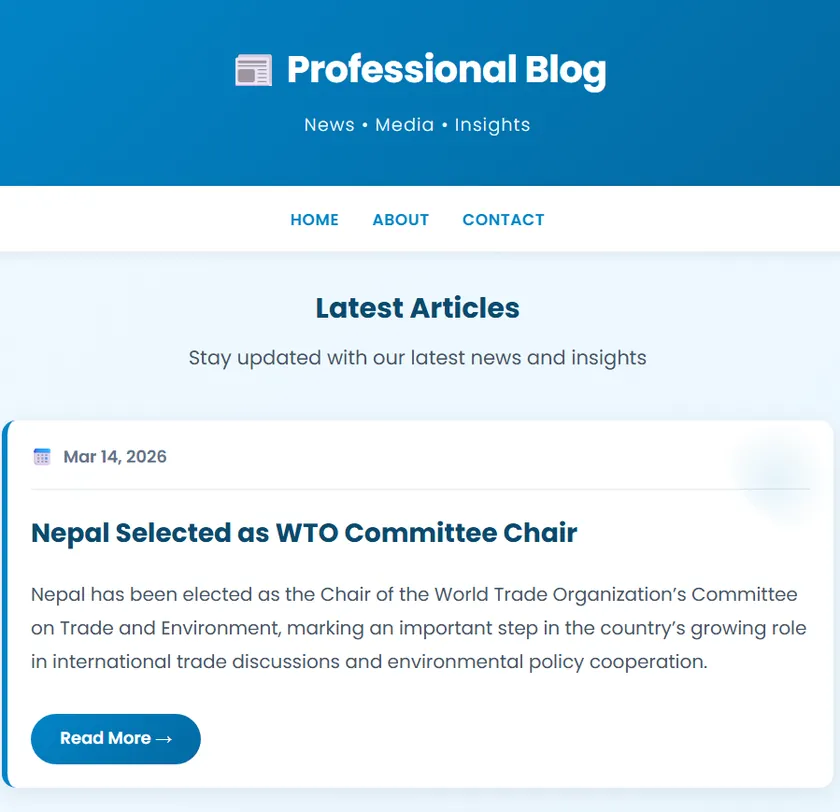 Professional Blog
News • Media • Insights
HOME ABOUT CONTACT
Latest Articles
Stay updated with our latest news and insights
Mar 14, 2026
Nepal Selected as WTO Committee Chair
Nepal has been elected as the Chair of the World Trade Organization’s Committee
on Trade and Environment, marking an important step in the country’s growing role
in international trade discussions and environmental policy cooperation.
Read More →